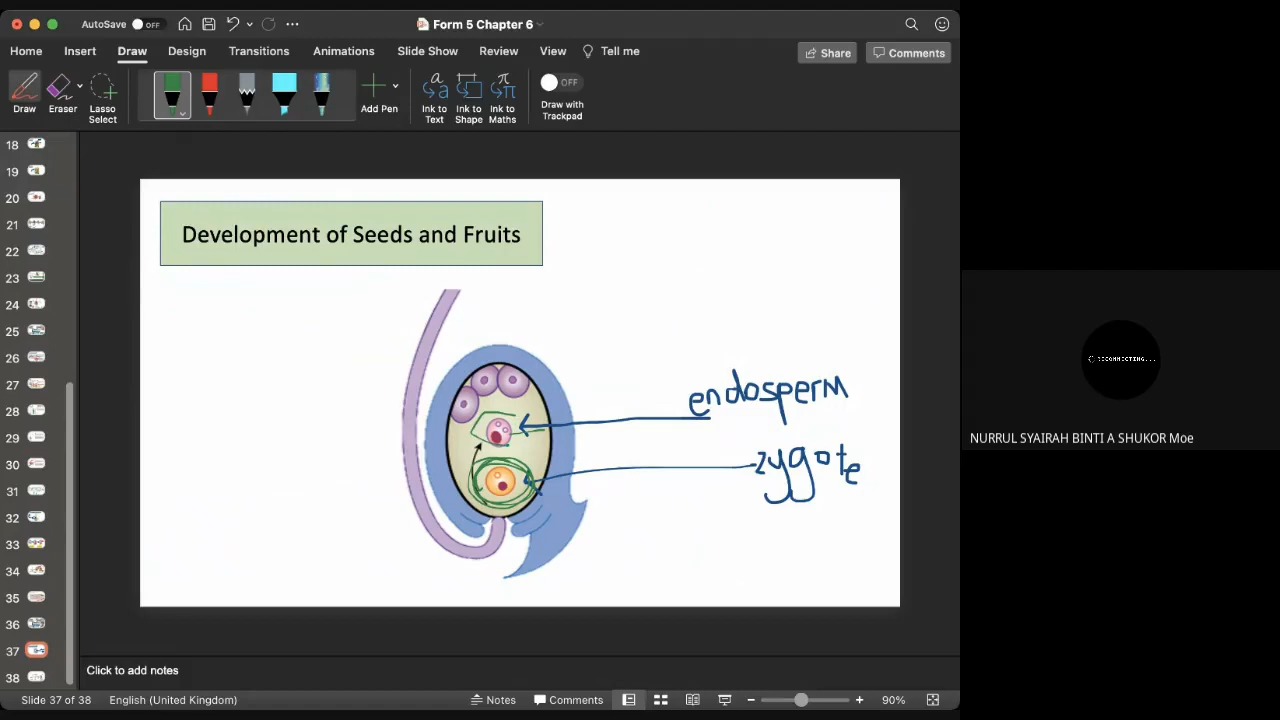 AutoSave OFF
Form 5 Chapter 6
Home Insert Draw Design Transitions Animations Slide Show Review View Tell me
Share Comments
Draw Eraser Lasso Select Add Pen Ink to Text Ink to Shape Ink to Maths OFF Draw with Trackpad
18
19
20
21
22
23
24
25
26
27
28
29
30
31
32
33
34
35
36
37
38
Development of Seeds and Fruits
endosperm
zygote
RECONNECTING...
NURRUL SYAIRAH BINTI A SHUKOR Moe
Click to add notes
Slide 37 of 38 English (United Kingdom) Notes Comments 90%